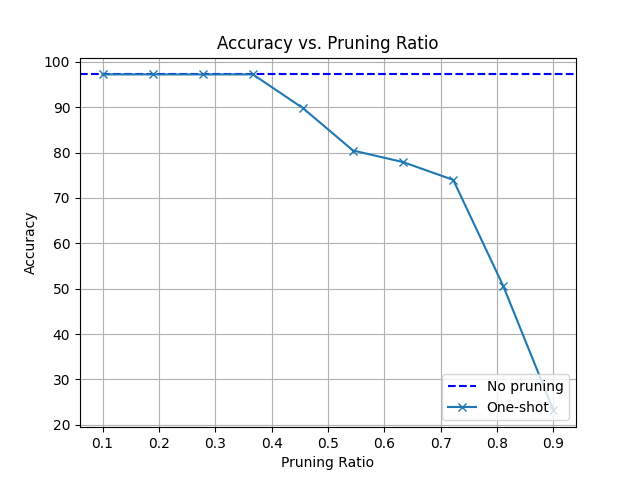 Accuracy vs. Pruning Ratio
100
90
80
70
60
50
40
30
20
Accuracy
No pruning
One-shot
0.1 0.2 0.3 0.4 0.5 0.6 0.7 0.8 0.9
Pruning Ratio